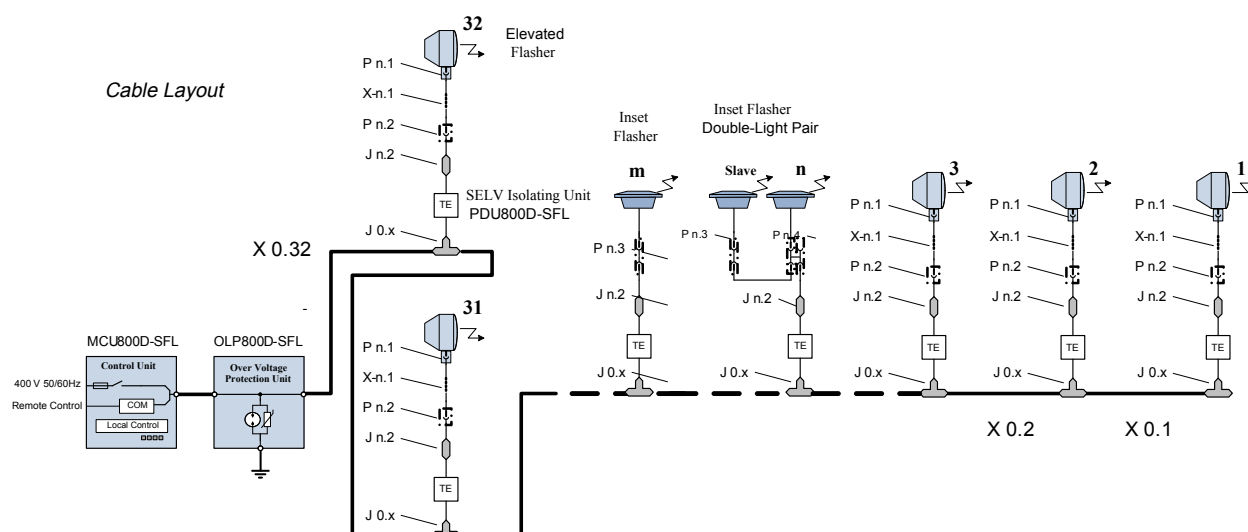 Cable Layout
32
Elevated
Flasher
P n.1
X-n.1
P n.2
J n.2
TE
SELV Isolating Unit
PDU800D-SFL
J 0.x
X 0.32
-
MCU800D-SFL
Control Unit
400 V 50/60Hz
Remote Control
COM
Local Control
OLP800D-SFL
Over Voltage
Protection Unit
31
P n.1
X-n.1
P n.2
J n.2
TE
J 0.x
Inset
Flasher
m
P n.3
J n.2
TE
J 0.x
Inset Flasher
Double-Light Pair
Slave
n
P n.3
P n.4
J n.2
TE
J 0.x
3
P n.1
X-n.1
P n.2
J n.2
TE
J 0.x
2
P n.1
X-n.1
P n.2
J n.2
TE
J 0.x
1
P n.1
X-n.1
P n.2
J n.2
TE
J 0.x
X 0.2
X 0.1